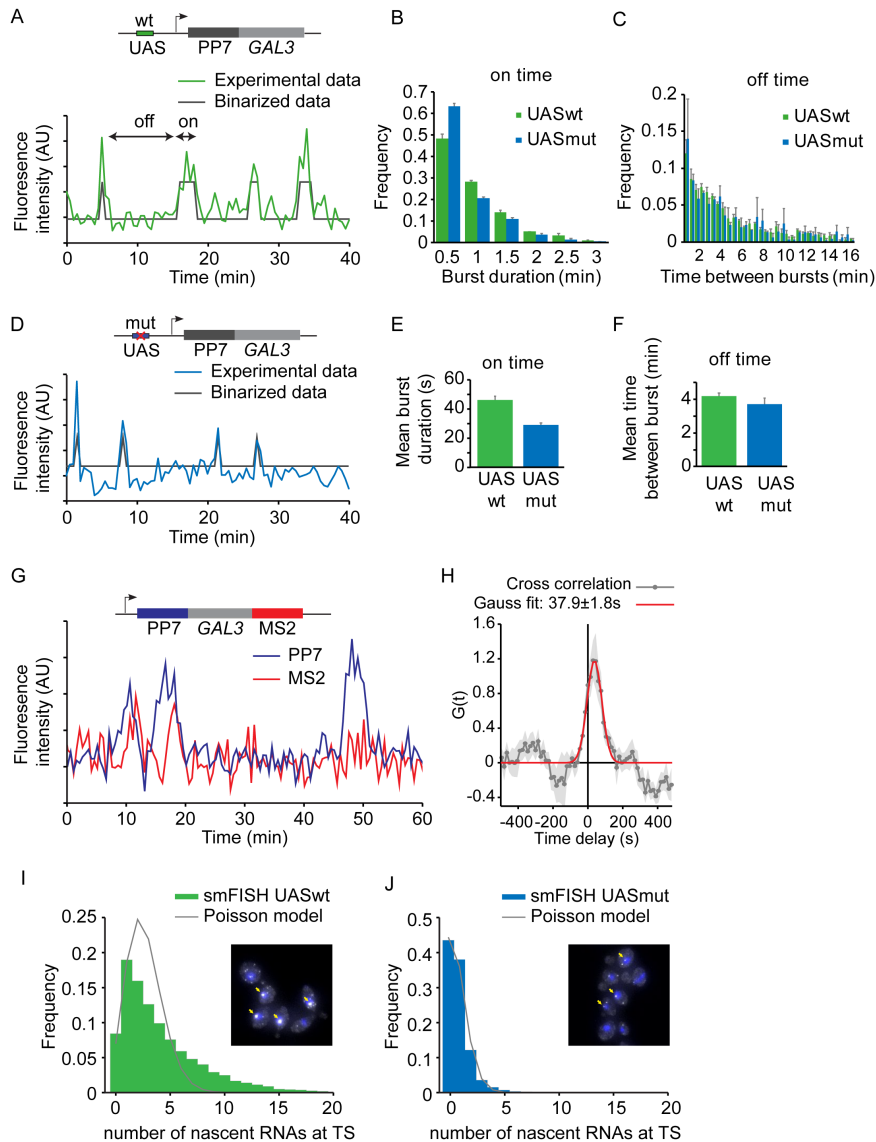 A
wt
UAS
PP7
GAL3
Experimental data
Binarized data
off
on
Fluoresence
intensity (AU)
0
10
20
30
40
Time (min)
B
on time
UASwt
UASmut
Frequency
0.7
0.6
0.5
0.4
0.3
0.2
0.1
0
0.5
1
1.5
2
2.5
3
Burst duration (min)
C
off time
UASwt
UASmut
Frequency
0.2
0.15
0.1
0.05
0
2
4
6
8
10
12
14
16
Time between bursts (min)
D
mut
UAS
PP7
GAL3
Experimental data
Binarized data
Fluoresence
intensity (AU)
0
10
20
30
40
Time (min)
E
on time
Mean burst
duration (s)
60
40
20
0
UAS
wt
UAS
mut
F
off time
Mean time
between burst (min)
4
2
0
UAS
wt
UAS
mut
G
PP7
GAL3
MS2
PP7
MS2
Fluoresence
intensity (AU)
0
10
20
30
40
50
60
Time (min)
H
Cross correlation
Gauss fit: 37.9±1.8s
G(t)
1.6
1.2
0.8
0.4
0
-0.4
-400
-200
0
200
400
Time delay (s)
I
smFISH UASwt
Poisson model
Frequency
0.25
0.20
0.15
0.1
0.05
0
0
5
10
15
20
number of nascent RNAs at TS
J
smFISH UASmut
Poisson model
Frequency
0.5
0.4
0.3
0.2
0.1
0
0
5
10
15
20
number of nascent RNAs at TS